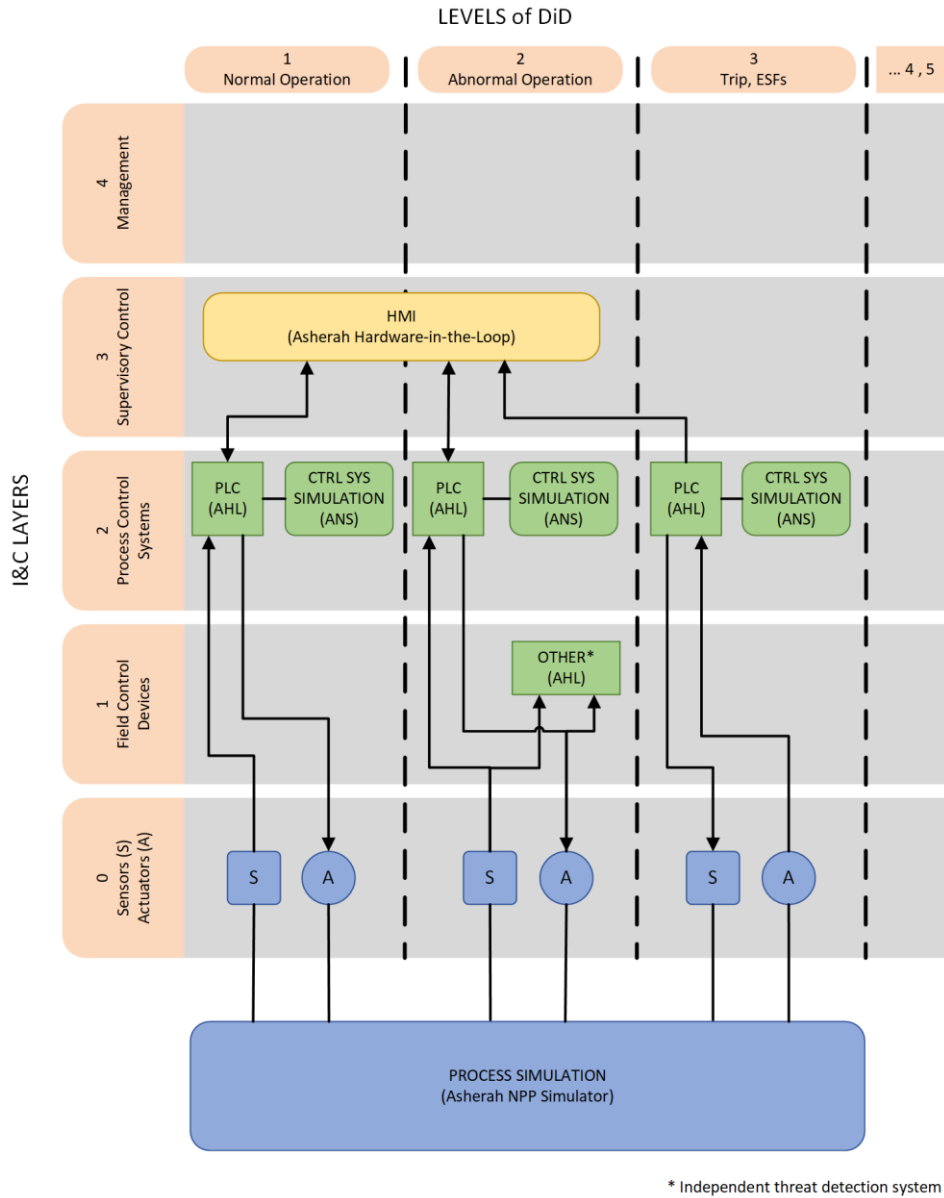 LEVELS of DiD
1
Normal Operation
2
Abnormal Operation
3
Trip, ESFs
... 4 , 5
I&C LAYERS
4
Management
3
Supervisory Control
HMI
(Asherah Hardware-in-the-Loop)
2
Process Control
Systems
PLC
(AHL)
CTRL SYS
SIMULATION
(ANS)
PLC
(AHL)
CTRL SYS
SIMULATION
(ANS)
PLC
(AHL)
CTRL SYS
SIMULATION
(ANS)
1
Field Control
Devices
OTHER*
(AHL)
0
Sensors (S)
Actuators (A)
S
A
S
A
S
A
PROCESS SIMULATION
(Asherah NPP Simulator)
* Independent threat detection system